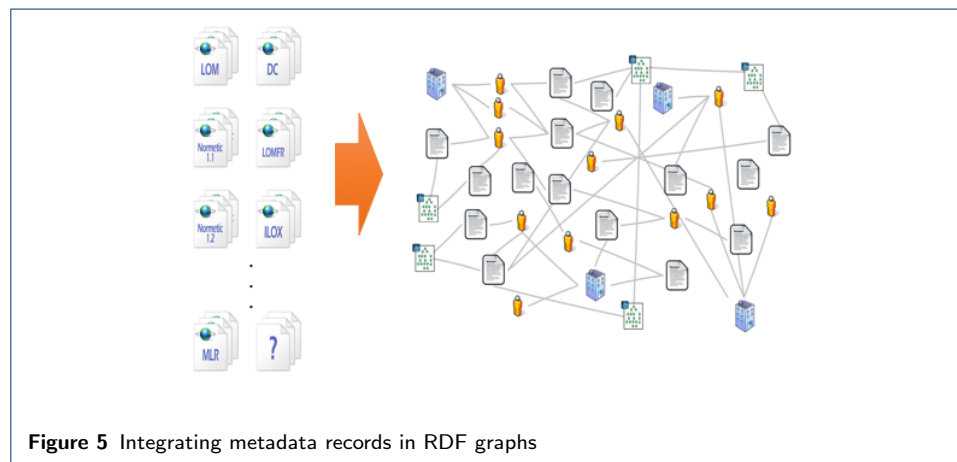 LOM
DC
Normetic
1.1
LOMFR
Normetic
1.2
ILOX
MLR
?
Figure 5 Integrating metadata records in RDF graphs